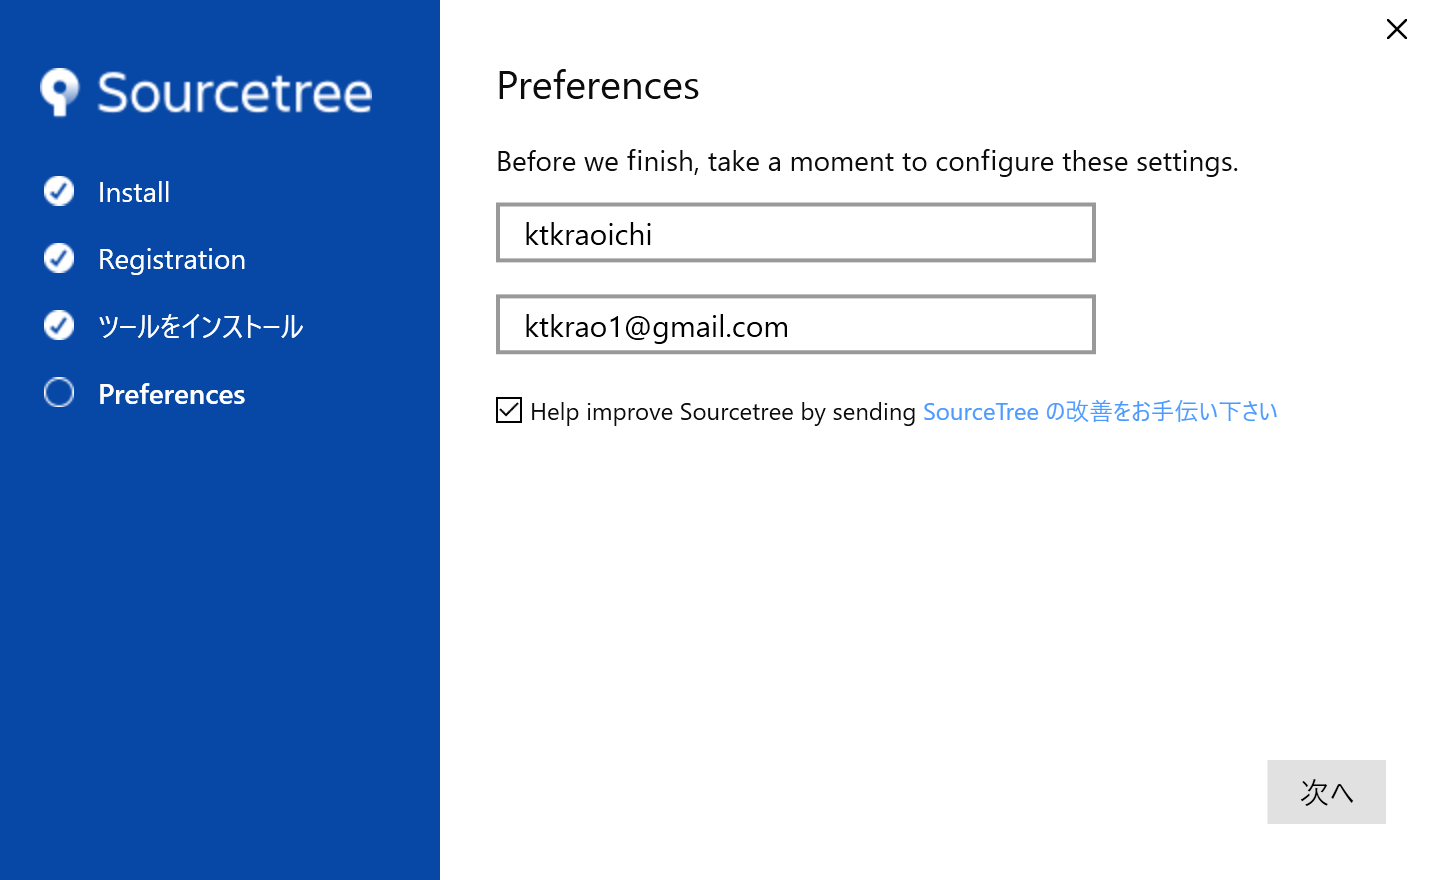 Sourcetree
Install
Registration
ツールをインストール
Preferences
Preferences
Before we finish, take a moment to configure these settings.
ktkraoichi
ktkrao1@gmail.com
Help improve Sourcetree by sending SourceTree の改善をお手伝い下さい
次へ